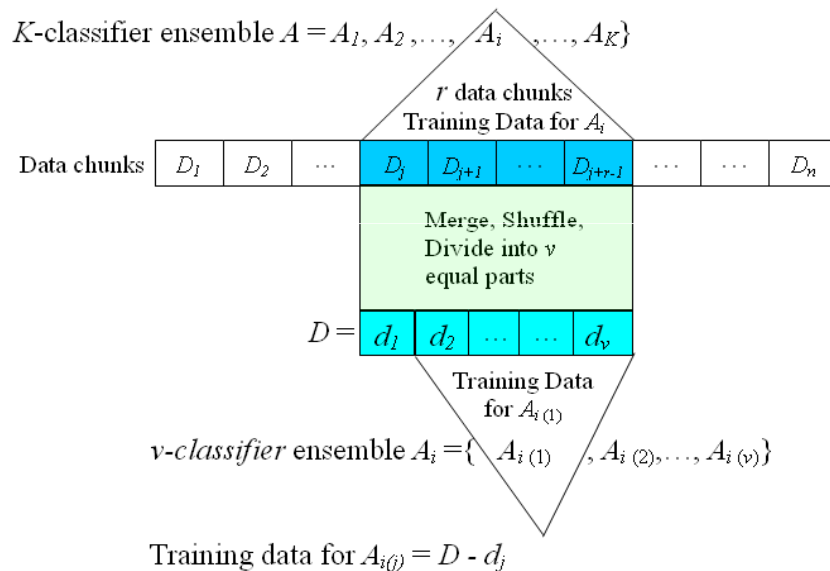 K-classifier ensemble A = A1, A2 ,…, Ai ,…, AK}
r data chunks
Training Data for Ai
Data chunks D1 D2 … Dj Dj+1 … Dj+r-1 … … Dn
Merge, Shuffle,
Divide into v
equal parts
D = d1 d2 … … dv
Training Data
for Ai (1)
v-classifier ensemble Ai ={ Ai (1) , Ai (2),…, Ai (v)}
Training data for Ai(j) = D - dj